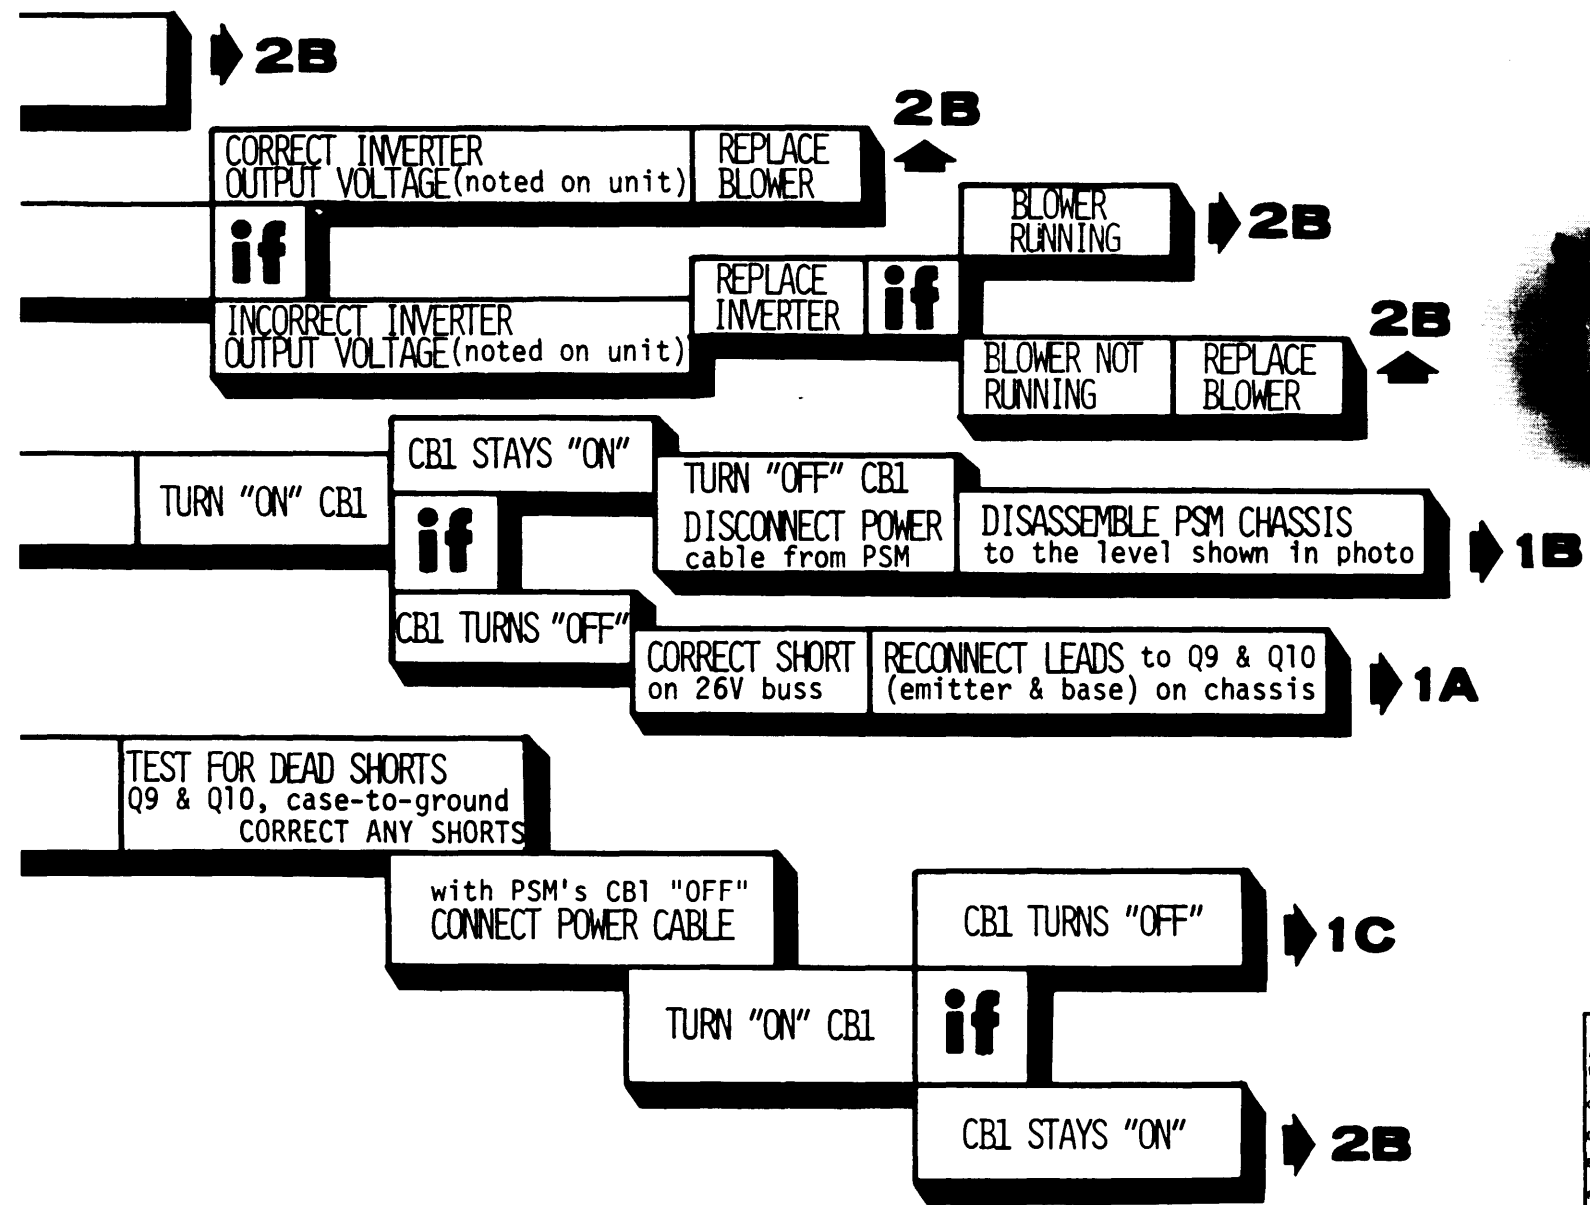 2B
2B
CORRECT INVERTER
OUTPUT VOLTAGE(noted on unit)
REPLACE
BLOWER
if
BLOWER
RUNNING
2B
REPLACE
INVERTER
if
INCORRECT INVERTER
OUTPUT VOLTAGE(noted on unit)
2B
BLOWER NOT
RUNNING
REPLACE
BLOWER
TURN "ON" CB1
CB1 STAYS "ON"
if
TURN "OFF" CB1
DISCONNECT POWER
cable from PSM
DISASSEMBLE PSM CHASSIS
to the level shown in photo
1B
CB1 TURNS "OFF"
CORRECT SHORT
on 26V buss
RECONNECT LEADS to Q9 & Q10
(emitter & base) on chassis
1A
TEST FOR DEAD SHORTS
Q9 & Q10, case-to-ground
CORRECT ANY SHORTS
with PSM's CB1 "OFF"
CONNECT POWER CABLE
TURN "ON" CB1
if
CB1 TURNS "OFF"
1C
CB1 STAYS "ON"
2B